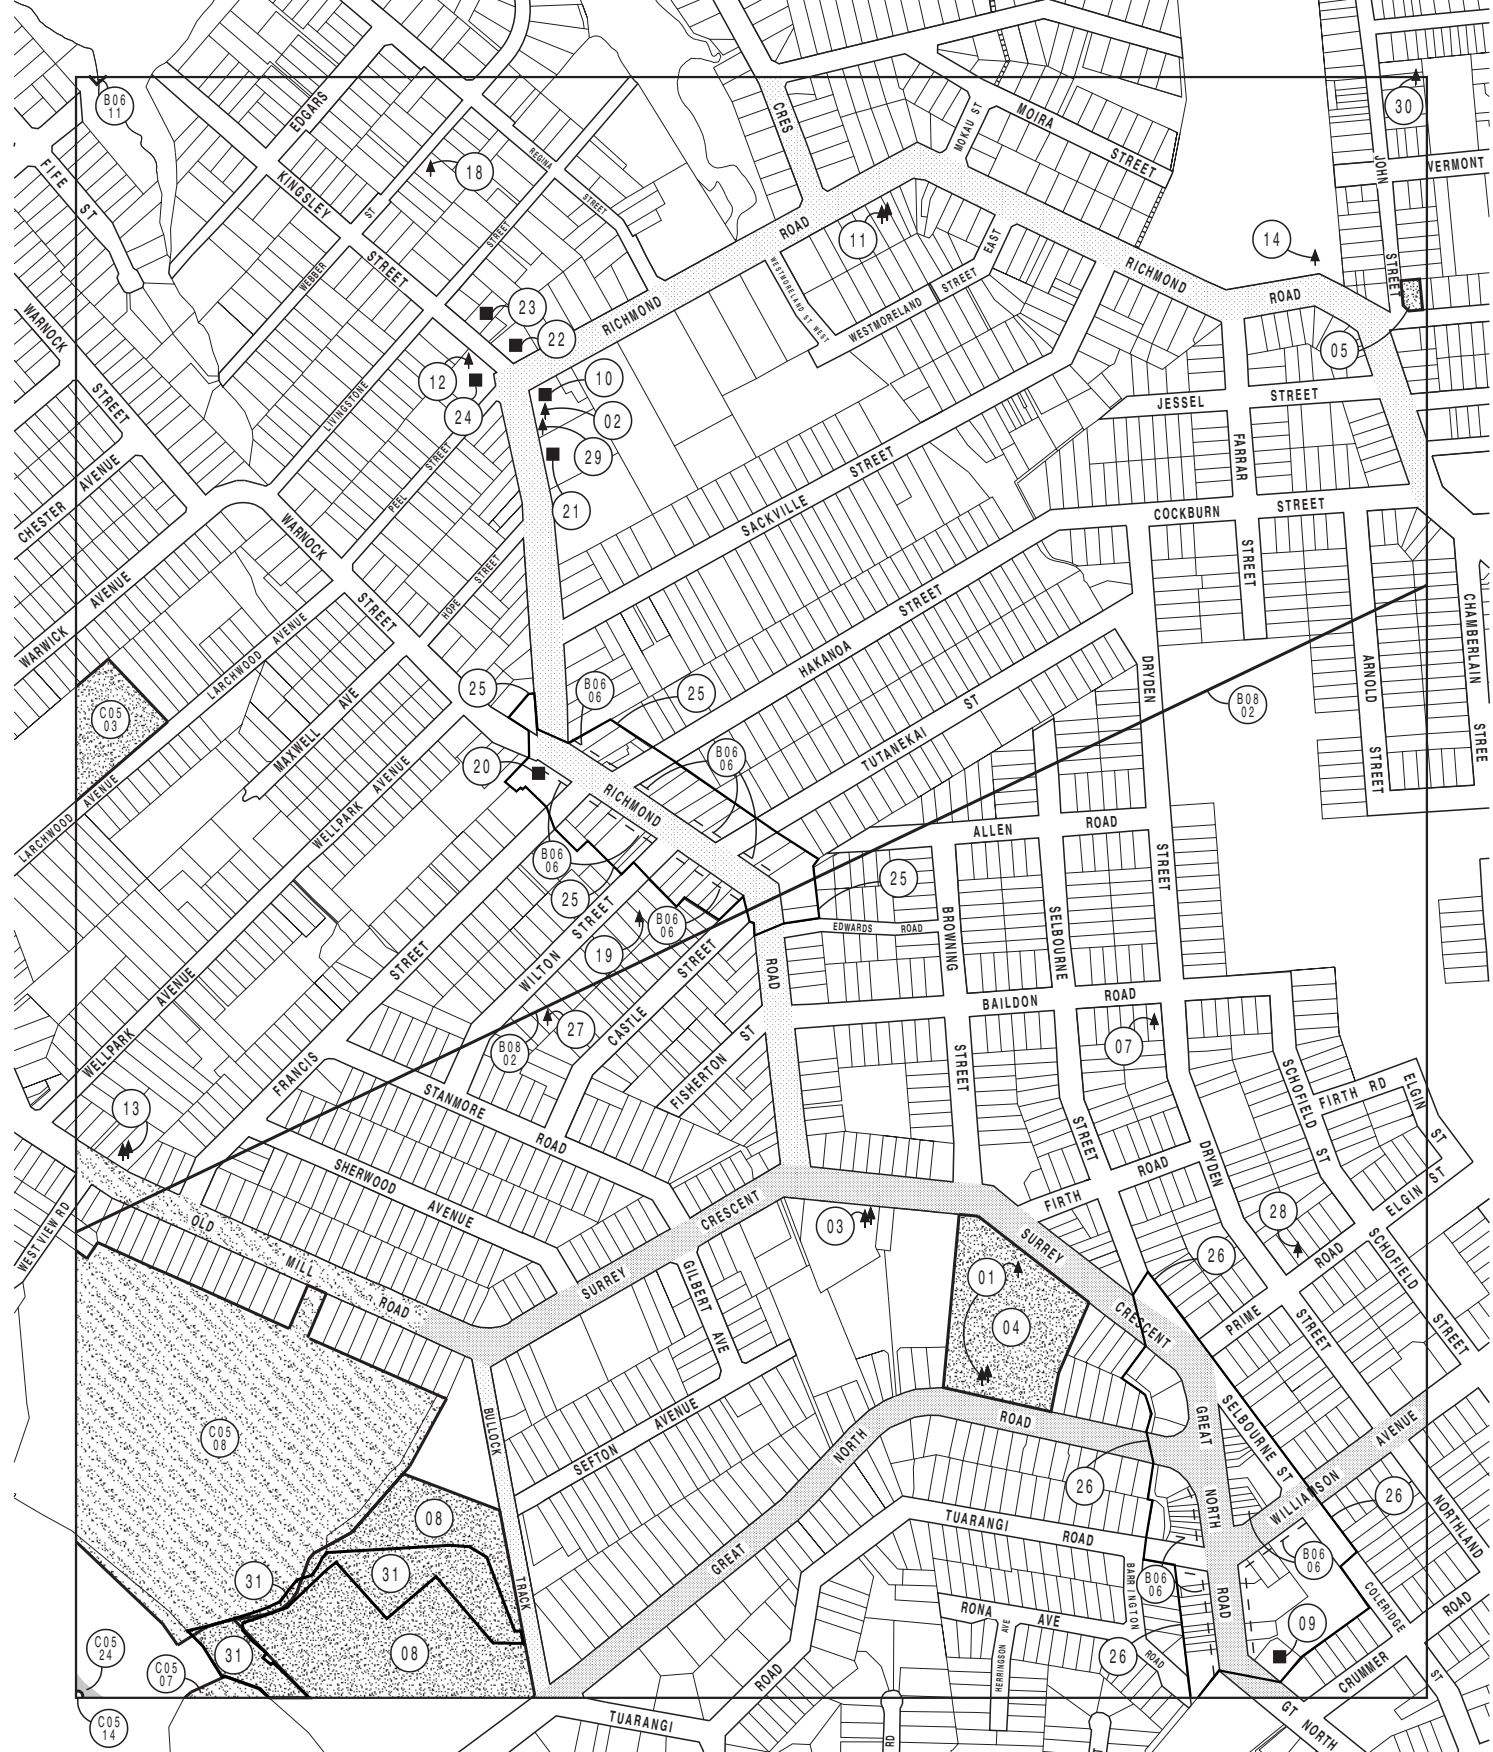 B06
11
EDGARS
CRES
MOKAU ST
MOIRA
STREET
30
FIFE
ST
KINGSLEY
ST
18
REGINA
STREET
STREET
ROAD
11
JOHN
VERMONT
STREET
WEBBER
STREET
WESTMORELAND ST WEST
WESTMORELAND
STREET
EAST
RICHMOND
14
ROAD
STREET
WARNOCK
STREET
23
22
RICHMOND
05
12
24
10
02
29
21
LIVINGSTONE
PEEL
STREET
JESSEL
STREET
FARRAR
STREET
CHESTER
AVENUE
WARNOCK
STREET
SACKVILLE
STREET
COCKBURN
STREET
WARWICK
AVENUE
HOPE
STREET
LARCHWOOD
AVENUE
HAKANOA
STREET
C05
03
MAXWELL
AVE
25
B06
06
25
DRYDEN
STREET
B08
02
ARNOLD
STREET
CHAMBERLAIN
STREE
TUTANEKAI
ST
20
B06
06
LARCHWOOD
AVENUE
WELLPARK
AVENUE
RICHMOND
ALLEN
ROAD
B06
06
25
25
B06
06
19
WILTON
STREET
EDWARDS
ROAD
BROWNING
STREET
SELBOURNE
STREET
ROAD
STREET
WELLPARK
AVENUE
FRANCIS
CASTLE
STREET
BAILDON
ROAD
B08
02
27
07
FISHERTON
ST
STANMORE
ROAD
SCHOFIELD
ST
FIRTH RD
ELGIN
ST
13
SHERWOOD
AVENUE
FIRTH
ROAD
DRYDEN
ELGIN
ST
WESTVIEW RD
OLD
MILL
ROAD
SURREY
CRESCENT
03
SURREY
CRESCENT
28
26
ROAD
PRIME
SCHOFIELD
STREET
STREET
GILBERT
AVE
01
04
C05
08
BULLOCK
TRACK
SEFTON
AVENUE
GREAT
NORTH
ROAD
GREAT
NORTH
ROAD
SELBOURNE ST
WILLIAMSON
AVENUE
26
26
NORTHLAND
08
31
31
31
08
TUARANGI
ROAD
BARRINGTON
ROAD
B06
06
B06
06
COLERIDGE
ST
ROAD
RONA
AVE
HERRINGSON AVE
26
09
CRUMMER
C05
24
C05
07
C05
14
TUARANGI
ROAD
RD
T
GT NORTH